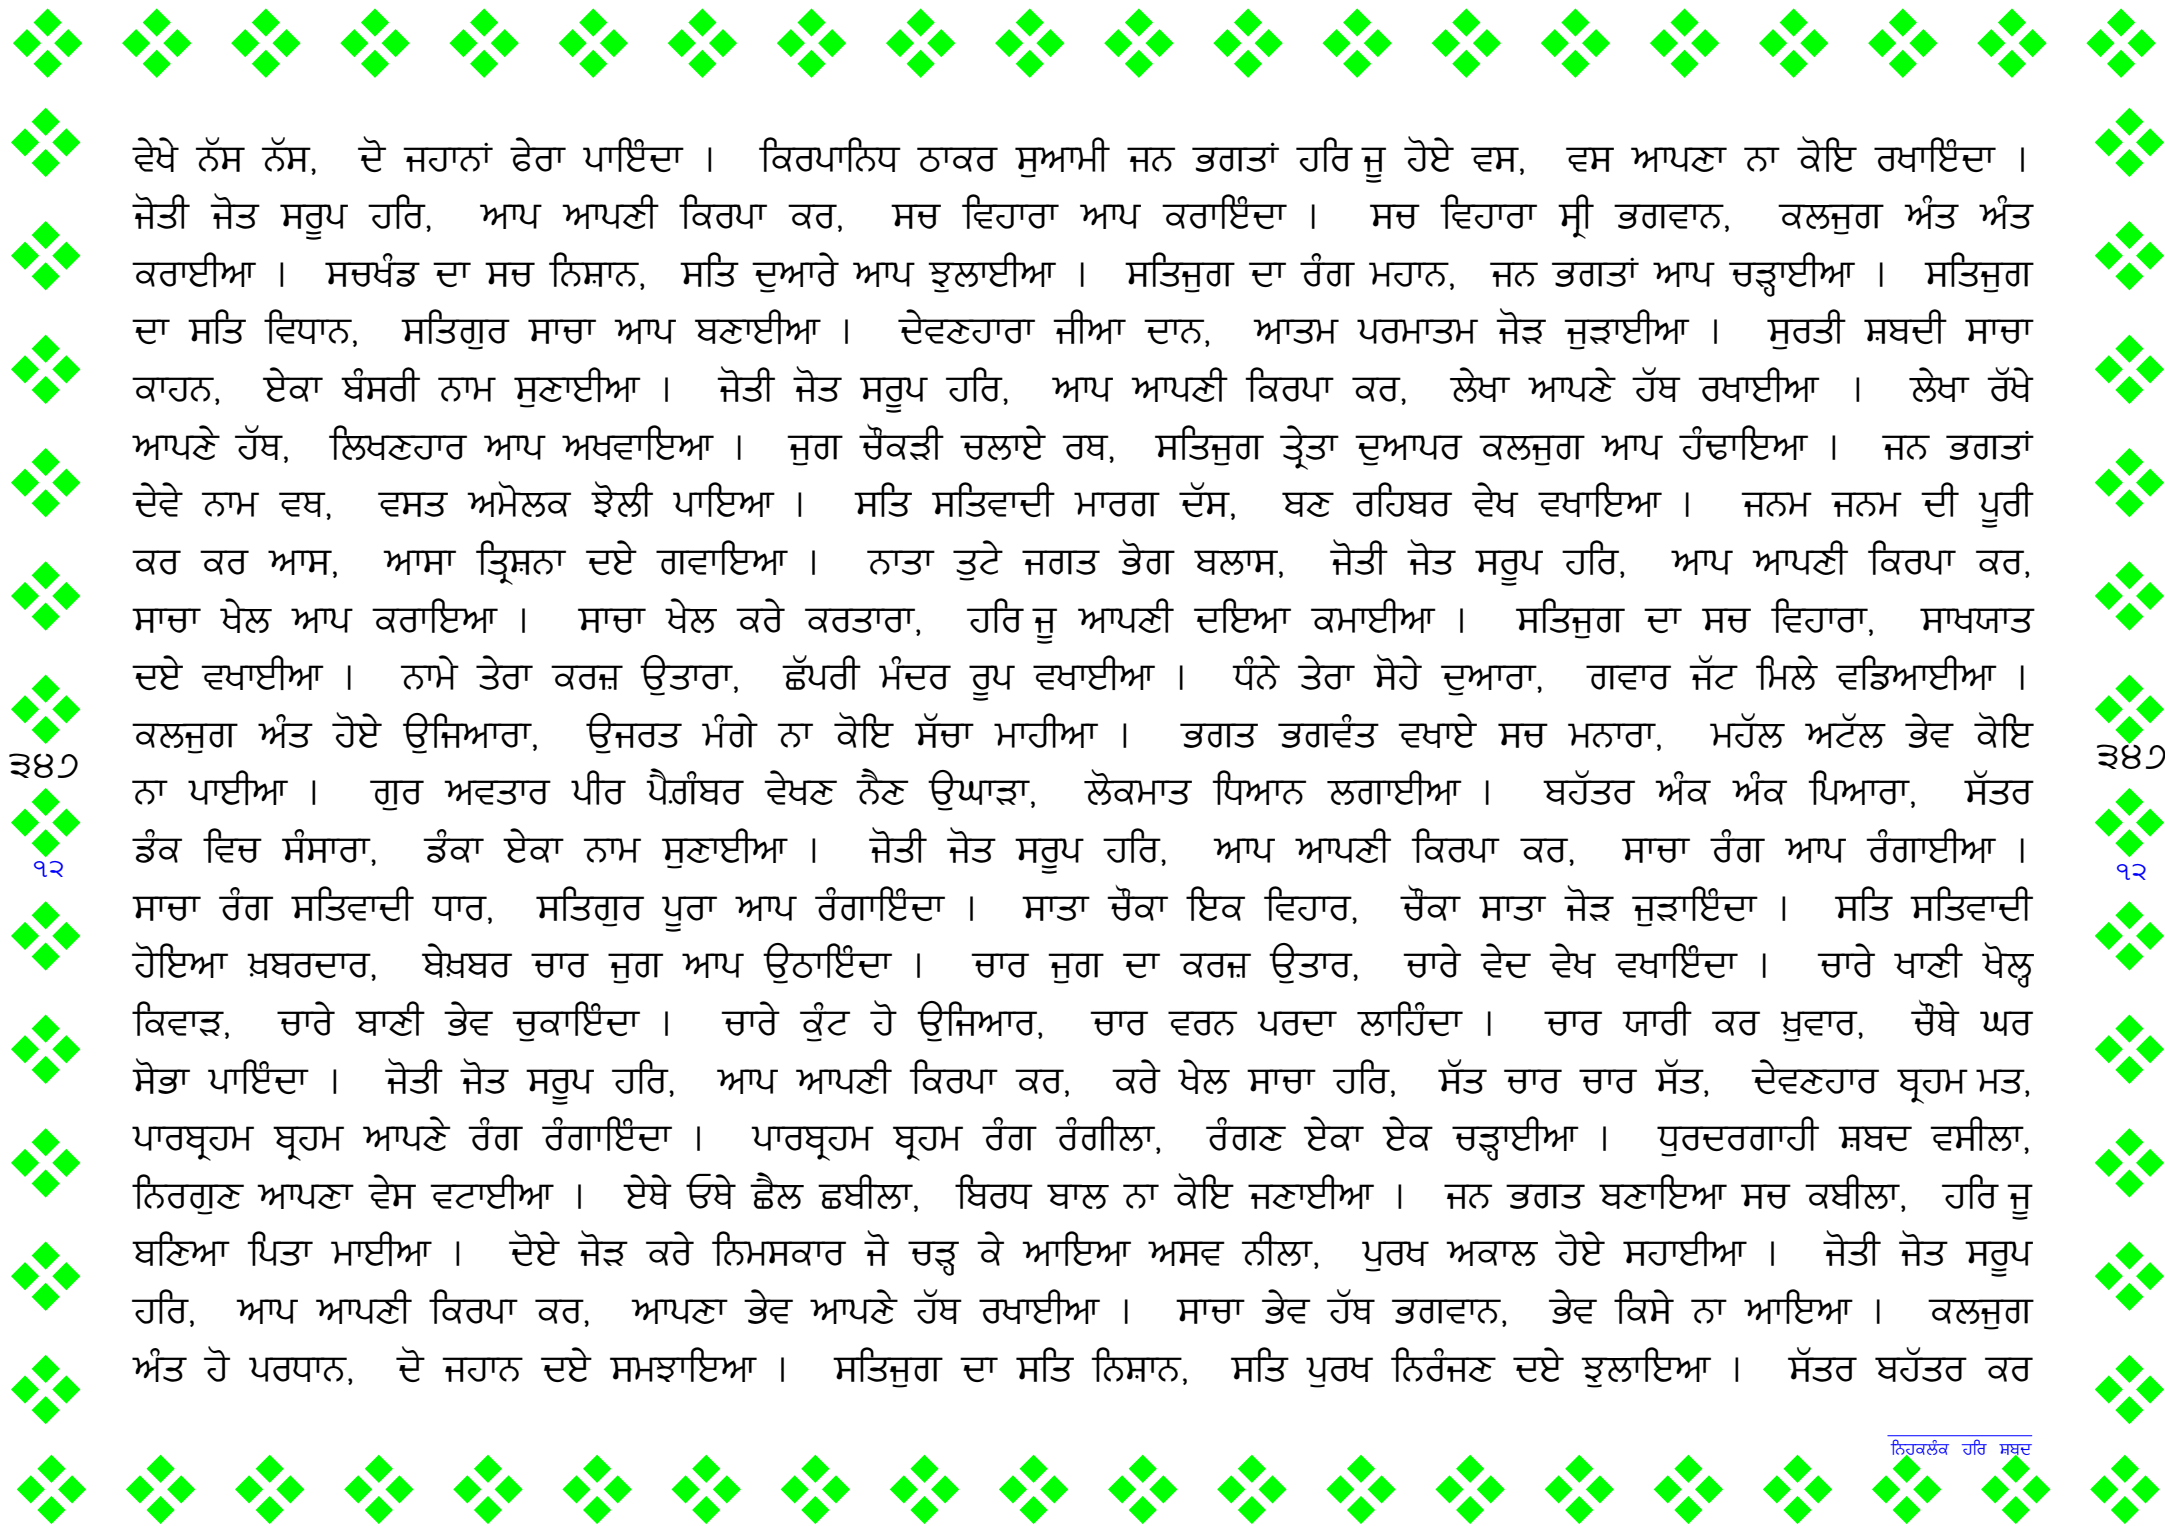 ਵੇਖੇ ਨੱਸ ਨੱਸ, ਦੋ ਜਹਾਨਾਂ ਫੇਰਾ ਪਾਇੰਦਾ । ਕਿਰਪਾਨਿਧ ਠਾਕਰ ਸੁਆਮੀ ਜਨ ਭਗਤਾਂ ਹਰਿ ਜੂ ਹੋਏ ਵਸ, ਵਸ ਆਪਣਾ ਨਾ ਕੋਇ ਰਖਾਇੰਦਾ ।
ਜੋਤੀ ਜੋਤ ਸਰੂਪ ਹਰਿ, ਆਪ ਆਪਣੀ ਕਿਰਪਾ ਕਰ, ਸਚ ਵਿਹਾਰਾ ਆਪ ਕਰਾਇੰਦਾ । ਸਚ ਵਿਹਾਰਾ ਸ੍ਰੀ ਭਗਵਾਨ, ਕਲਜੁਗ ਅੰਤ ਅੰਤ
ਕਰਾਈਆ । ਸਚਖੰਡ ਦਾ ਸਚ ਨਿਸ਼ਾਨ, ਸਤਿ ਦੁਆਰੇ ਆਪ ਝੁਲਾਈਆ । ਸਤਿਜੁਗ ਦਾ ਰੰਗ ਮਹਾਨ, ਜਨ ਭਗਤਾਂ ਆਪ ਚੜ੍ਹਾਈਆ । ਸਤਿਜੁਗ
ਦਾ ਸਤਿ ਵਿਧਾਨ, ਸਤਿਗੁਰ ਸਾਚਾ ਆਪ ਬਣਾਈਆ । ਦੇਵਣਹਾਰਾ ਜੀਆ ਦਾਨ, ਆਤਮ ਪਰਮਾਤਮ ਜੋੜ ਜੁੜਾਈਆ । ਸੁਰਤੀ ਸ਼ਬਦੀ ਸਾਚਾ
ਕਾਹਨ, ਏਕਾ ਬੰਸਰੀ ਨਾਮ ਸੁਣਾਈਆ । ਜੋਤੀ ਜੋਤ ਸਰੂਪ ਹਰਿ, ਆਪ ਆਪਣੀ ਕਿਰਪਾ ਕਰ, ਲੇਖਾ ਆਪਣੇ ਹੱਥ ਰਖਾਈਆ । ਲੇਖਾ ਰੱਖੇ
ਆਪਣੇ ਹੱਥ, ਲਿਖਣਹਾਰ ਆਪ ਅਖਵਾਇਆ । ਜੁਗ ਚੌਕੜੀ ਚਲਾਏ ਰਥ, ਸਤਿਜੁਗ ਤ੍ਰੇਤਾ ਦੁਆਪਰ ਕਲਜੁਗ ਆਪ ਹੰਢਾਇਆ । ਜਨ ਭਗਤਾਂ
ਦੇਵੇ ਨਾਮ ਵਥ, ਵਸਤ ਅਮੋਲਕ ਝੋਲੀ ਪਾਇਆ । ਸਤਿ ਸਤਿਵਾਦੀ ਮਾਰਗ ਦੱਸ, ਬਣ ਰਹਿਬਰ ਵੇਖ ਵਖਾਇਆ । ਜਨਮ ਜਨਮ ਦੀ ਪੂਰੀ
ਕਰ ਕਰ ਆਸ, ਆਸਾ ਤ੍ਰਿਸ਼ਨਾ ਦਏ ਗਵਾਇਆ । ਨਾਤਾ ਤੁਟੇ ਜਗਤ ਭੋਗ ਬਲਾਸ, ਜੋਤੀ ਜੋਤ ਸਰੂਪ ਹਰਿ, ਆਪ ਆਪਣੀ ਕਿਰਪਾ ਕਰ,
ਸਾਚਾ ਖੇਲ ਆਪ ਕਰਾਇਆ । ਸਾਚਾ ਖੇਲ ਕਰੇ ਕਰਤਾਰਾ, ਹਰਿ ਜੂ ਆਪਣੀ ਦਇਆ ਕਮਾਈਆ । ਸਤਿਜੁਗ ਦਾ ਸਚ ਵਿਹਾਰਾ, ਸਾਖਯਾਤ
ਦਏ ਵਖਾਈਆ । ਨਾਮੇ ਤੇਰਾ ਕਰਜ਼ ਉਤਾਰਾ, ਛੱਪਰੀ ਮੰਦਰ ਰੂਪ ਵਖਾਈਆ । ਧੰਨੇ ਤੇਰਾ ਸੋਹੇ ਦੁਆਰਾ, ਗਵਾਰ ਜੱਟ ਮਿਲੇ ਵਡਿਆਈਆ ।
ਕਲਜੁਗ ਅੰਤ ਹੋਏ ਉਜਿਆਰਾ, ਉਜਰਤ ਮੰਗੇ ਨਾ ਕੋਇ ਸੱਚਾ ਮਾਹੀਆ । ਭਗਤ ਭਗਵੰਤ ਵਖਾਏ ਸਚ ਮਨਾਰਾ, ਮਹੱਲ ਅਟੱਲ ਭੇਵ ਕੋਇ
ਨਾ ਪਾਈਆ । ਗੁਰ ਅਵਤਾਰ ਪੀਰ ਪੈਗ਼ੰਬਰ ਵੇਖਣ ਨੈਣ ਉਘਾੜਾ, ਲੋਕਮਾਤ ਧਿਆਨ ਲਗਾਈਆ । ਬਹੱਤਰ ਅੰਕ ਅੰਕ ਪਿਆਰਾ, ਸੱਤਰ
ਡੰਕ ਵਿਚ ਸੰਸਾਰਾ, ਡੰਕਾ ਏਕਾ ਨਾਮ ਸੁਣਾਈਆ । ਜੋਤੀ ਜੋਤ ਸਰੂਪ ਹਰਿ, ਆਪ ਆਪਣੀ ਕਿਰਪਾ ਕਰ, ਸਾਚਾ ਰੰਗ ਆਪ ਰੰਗਾਈਆ ।
ਸਾਚਾ ਰੰਗ ਸਤਿਵਾਦੀ ਧਾਰ, ਸਤਿਗੁਰ ਪੂਰਾ ਆਪ ਰੰਗਾਇੰਦਾ । ਸਾਤਾ ਚੌਕਾ ਇਕ ਵਿਹਾਰ, ਚੌਕਾ ਸਾਤਾ ਜੋੜ ਜੁੜਾਇੰਦਾ । ਸਤਿ ਸਤਿਵਾਦੀ
ਹੋਇਆ ਖ਼ਬਰਦਾਰ, ਬੇਖ਼ਬਰ ਚਾਰ ਜੁਗ ਆਪ ਉਠਾਇੰਦਾ । ਚਾਰ ਜੁਗ ਦਾ ਕਰਜ਼ ਉਤਾਰ, ਚਾਰੇ ਵੇਦ ਵੇਖ ਵਖਾਇੰਦਾ । ਚਾਰੇ ਖਾਣੀ ਖੋਲ੍ਹ
ਕਿਵਾੜ, ਚਾਰੇ ਬਾਣੀ ਭੇਵ ਚੁਕਾਇੰਦਾ । ਚਾਰੇ ਕੁੰਟ ਹੋ ਉਜਿਆਰ, ਚਾਰ ਵਰਨ ਪਰਦਾ ਲਾਹਿੰਦਾ । ਚਾਰ ਯਾਰੀ ਕਰ ਖ਼ੁਵਾਰ, ਚੌਥੇ ਘਰ
ਸੋਭਾ ਪਾਇੰਦਾ । ਜੋਤੀ ਜੋਤ ਸਰੂਪ ਹਰਿ, ਆਪ ਆਪਣੀ ਕਿਰਪਾ ਕਰ, ਕਰੇ ਖੇਲ ਸਾਚਾ ਹਰਿ, ਸੱਤ ਚਾਰ ਚਾਰ ਸੱਤ, ਦੇਵਣਹਾਰ ਬ੍ਰਹਮ ਮਤ,
ਪਾਰਬ੍ਰਹਮ ਬ੍ਰਹਮ ਆਪਣੇ ਰੰਗ ਰੰਗਾਇੰਦਾ । ਪਾਰਬ੍ਰਹਮ ਬ੍ਰਹਮ ਰੰਗ ਰੰਗੀਲਾ, ਰੰਗਣ ਏਕਾ ਏਕ ਚੜ੍ਹਾਈਆ । ਧੁਰਦਰਗਾਹੀ ਸ਼ਬਦ ਵਸੀਲਾ,
ਨਿਰਗੁਣ ਆਪਣਾ ਵੇਸ ਵਟਾਈਆ । ਏਥੇ ਓਥੇ ਛੈਲ ਛਬੀਲਾ, ਬਿਰਧ ਬਾਲ ਨਾ ਕੋਇ ਜਣਾਈਆ । ਜਨ ਭਗਤ ਬਣਾਇਆ ਸਚ ਕਬੀਲਾ, ਹਰਿ ਜੂ
ਬਣਿਆ ਪਿਤਾ ਮਾਈਆ । ਦੋਏ ਜੋੜ ਕਰੇ ਨਿਮਸਕਾਰ ਜੋ ਚੜ੍ਹ ਕੇ ਆਇਆ ਅਸਵ ਨੀਲਾ, ਪੁਰਖ ਅਕਾਲ ਹੋਏ ਸਹਾਈਆ । ਜੋਤੀ ਜੋਤ ਸਰੂਪ
ਹਰਿ, ਆਪ ਆਪਣੀ ਕਿਰਪਾ ਕਰ, ਆਪਣਾ ਭੇਵ ਆਪਣੇ ਹੱਥ ਰਖਾਈਆ । ਸਾਚਾ ਭੇਵ ਹੱਥ ਭਗਵਾਨ, ਭੇਵ ਕਿਸੇ ਨਾ ਆਇਆ । ਕਲਜੁਗ
ਅੰਤ ਹੋ ਪਰਧਾਨ, ਦੋ ਜਹਾਨ ਦਏ ਸਮਝਾਇਆ । ਸਤਿਜੁਗ ਦਾ ਸਤਿ ਨਿਸ਼ਾਨ, ਸਤਿ ਪੁਰਖ ਨਿਰੰਜਣ ਦਏ ਝੁਲਾਇਆ । ਸੱਤਰ ਬਹੱਤਰ ਕਰ
੩੪੭
੩੪੭
੧੨
੧੨
ਨਿਹਕਲੰਕ ਹਰਿ ਸ਼ਬਦ